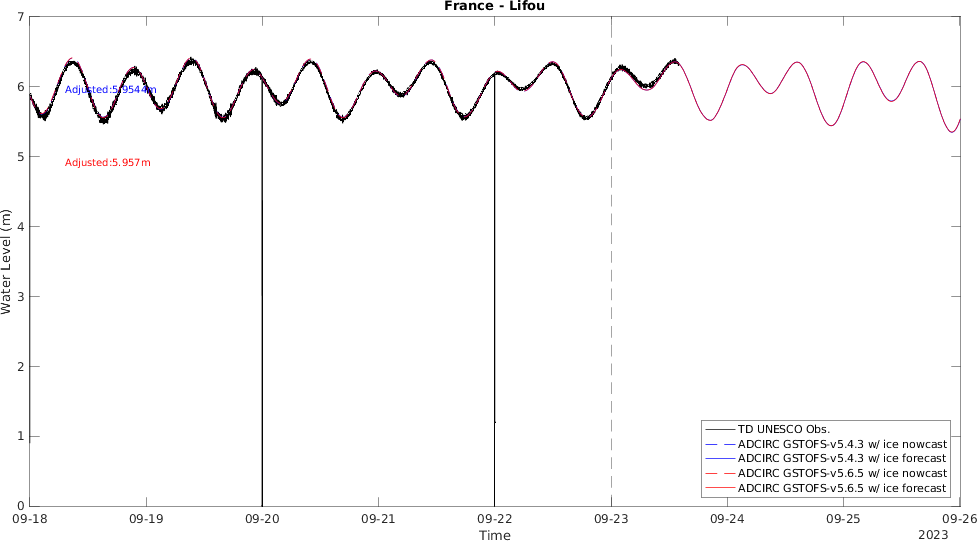 France - Lifou
7
6
5
4
3
2
1
0
Water Level (m)
Adjusted:5.9544m
Adjusted:5.957m
TD UNESCO Obs.
ADCIRC GSTOFS-v5.4.3 w/ ice nowcast
ADCIRC GSTOFS-v5.4.3 w/ ice forecast
ADCIRC GSTOFS-v5.6.5 w/ ice nowcast
ADCIRC GSTOFS-v5.6.5 w/ ice forecast
09-18 09-19 09-20 09-21 09-22 09-23 09-24 09-25 09-26
Time
2023